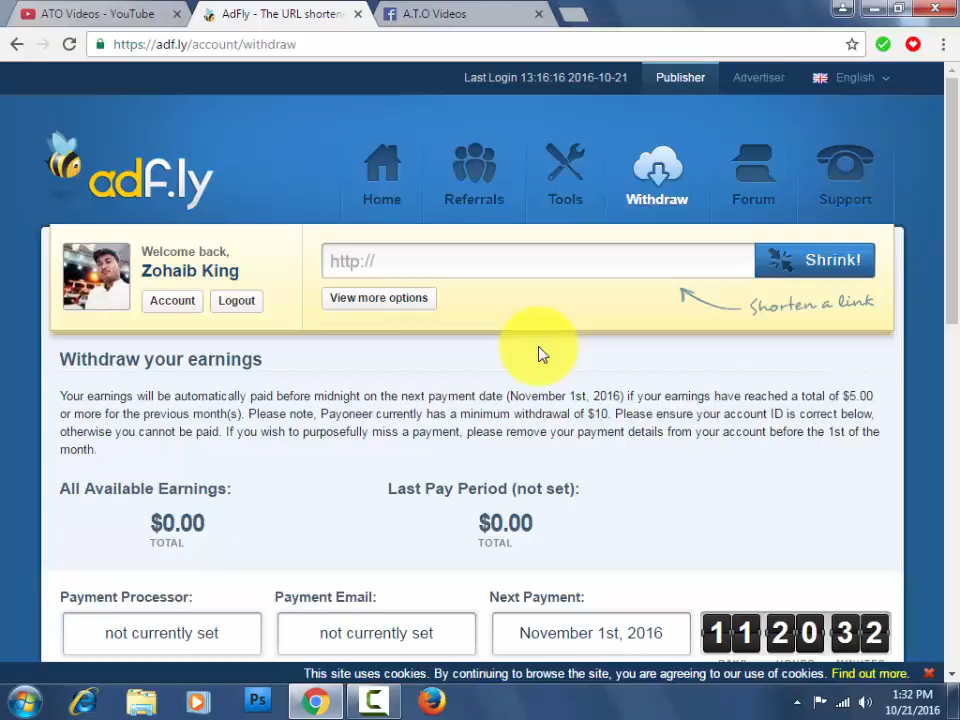 ATO Videos - YouTube
AdFly - The URL shorten
A.T.O Videos
https://adf.ly/account/withdraw
Last Login 13:16:16 2016-10-21
Publisher
Advertiser
English
adf.ly
Home
Referrals
Tools
Withdraw
Forum
Support
Welcome back,
Zohaib King
Account
Logout
http://
Shrink!
View more options
Shorten a link
Withdraw your earnings
Your earnings will be automatically paid before midnight on the next payment date (November 1st, 2016) if your earnings have reached a total of $5.00
or more for the previous month(s). Please note, Payoneer currently has a minimum withdrawal of $10. Please ensure your account ID is correct below,
otherwise you cannot be paid. If you wish to purposefully miss a payment, please remove your payment details from your account before the 1st of the
month.
All Available Earnings:
Last Pay Period (not set):
$0.00
$0.00
TOTAL
TOTAL
Payment Processor:
Payment Email:
Next Payment:
not currently set
not currently set
November 1st, 2016
11 20 32
This site uses cookies. By continuing to browse the site, you are agreeing to our use of cookies. Find out more.
Ps
1:32 PM
10/21/2016